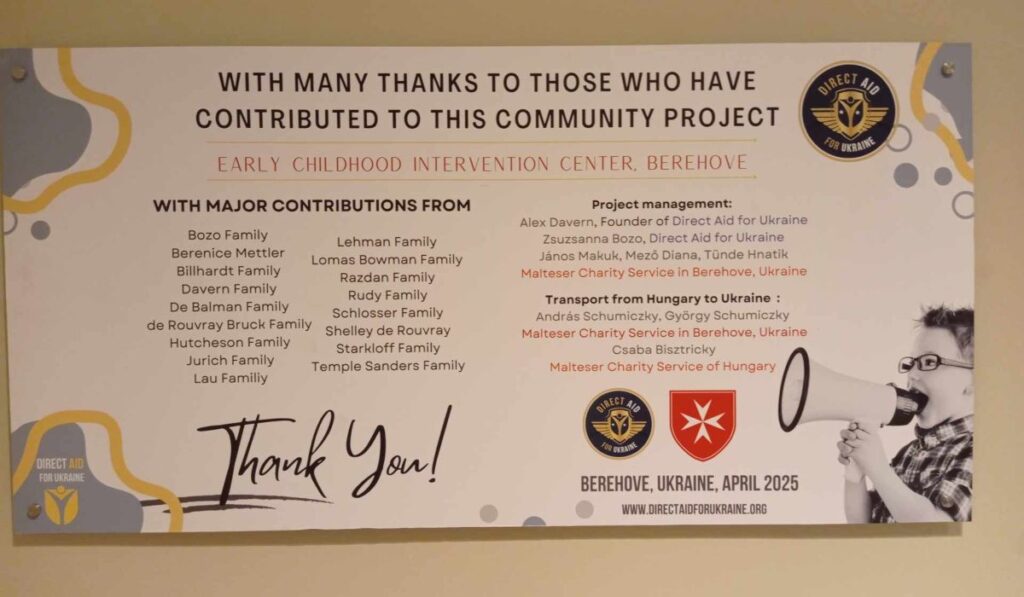 WITH MANY THANKS TO THOSE WHO HAVE
CONTRIBUTED TO THIS COMMUNITY PROJECT
DIRECT AID
FOR UKRAINE
EARLY CHILDHOOD INTERVENTION CENTER, BEREHOVE
WITH MAJOR CONTRIBUTIONS FROM
Bozo Family
Berenice Mettler
Billhardt Family
Davern Family
De Balman Family
de Rouvray Bruck Family
Hutcheson Family
Jurich Family
Lau Familiy
Lehman Family
Lomas Bowman Family
Razdan Family
Rudy Family
Schlosser Family
Shelley de Rouvray
Starkloff Family
Temple Sanders Family
Project management:
Alex Davern, Founder of Direct Aid for Ukraine
Zsuzsanna Bozo, Direct Aid for Ukraine
János Makuk, Mező Diana, Tünde Hnatik
Malteser Charity Service in Berehove, Ukraine
Transport from Hungary to Ukraine :
András Schumiczky, György Schumiczky
Malteser Charity Service in Berehove, Ukraine
Csaba Bisztricky
Malteser Charity Service of Hungary
Thank You!
DIRECT AID
FOR UKRAINE
DIRECT AID
FOR UKRAINE
BEREHOVE, UKRAINE, APRIL 2025
WWW.DIRECTAIDFORUKRAINE.ORG